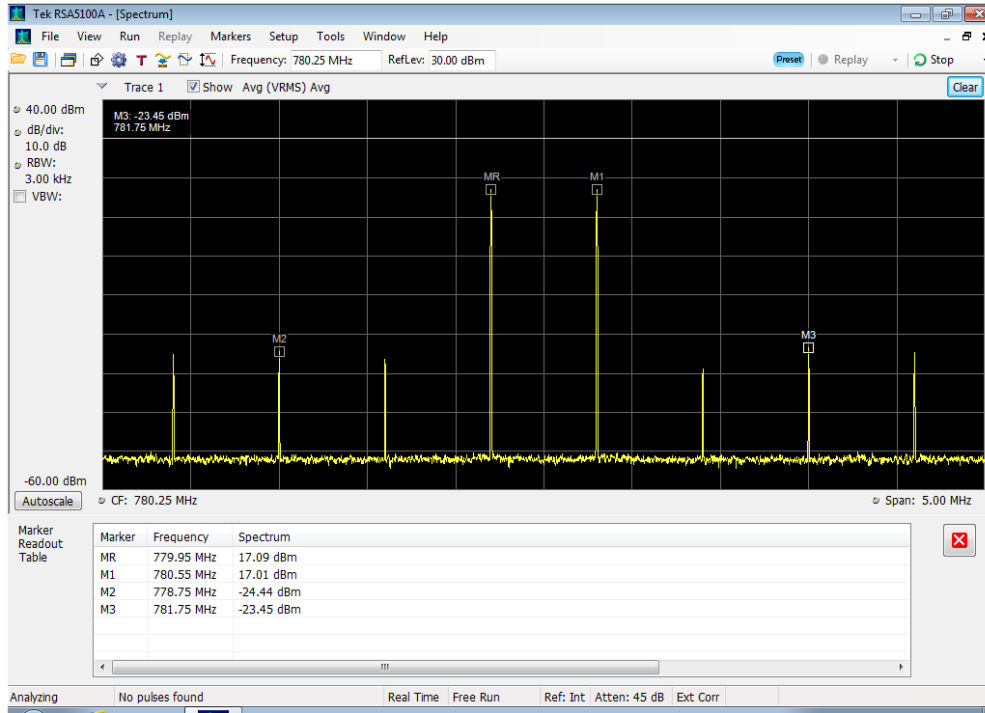 Tek RSA5100A - [Spectrum]
File View Run Replay Markers Setup Tools Window Help
T Frequency: 780.25 MHz RefLev: 30.00 dBm Preset Replay Stop
Trace 1 Show Avg (VRMS) Avg Clear
40.00 dBm
dB/div:
10.0 dB
RBW:
3.00 kHz
VBW:
M3: -23.45 dBm
781.75 MHz
MR M1
M2 M3
-60.00 dBm
Autoscale CF: 780.25 MHz Span: 5.00 MHz
Marker
Readout
Table
Marker Frequency Spectrum
MR 779.95 MHz 17.09 dBm
M1 780.55 MHz 17.01 dBm
M2 778.75 MHz -24.44 dBm
M3 781.75 MHz -23.45 dBm
Analyzing No pulses found Real Time Free Run Ref: Int Atten: 45 dB Ext Corr